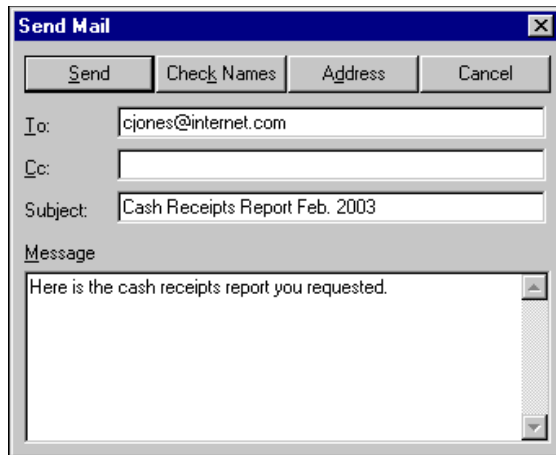 Send Mail
Send Check Names Address Cancel
To: cjones@internet.com
Cc:
Subject: Cash Receipts Report Feb. 2003
Message
Here is the cash receipts report you requested.